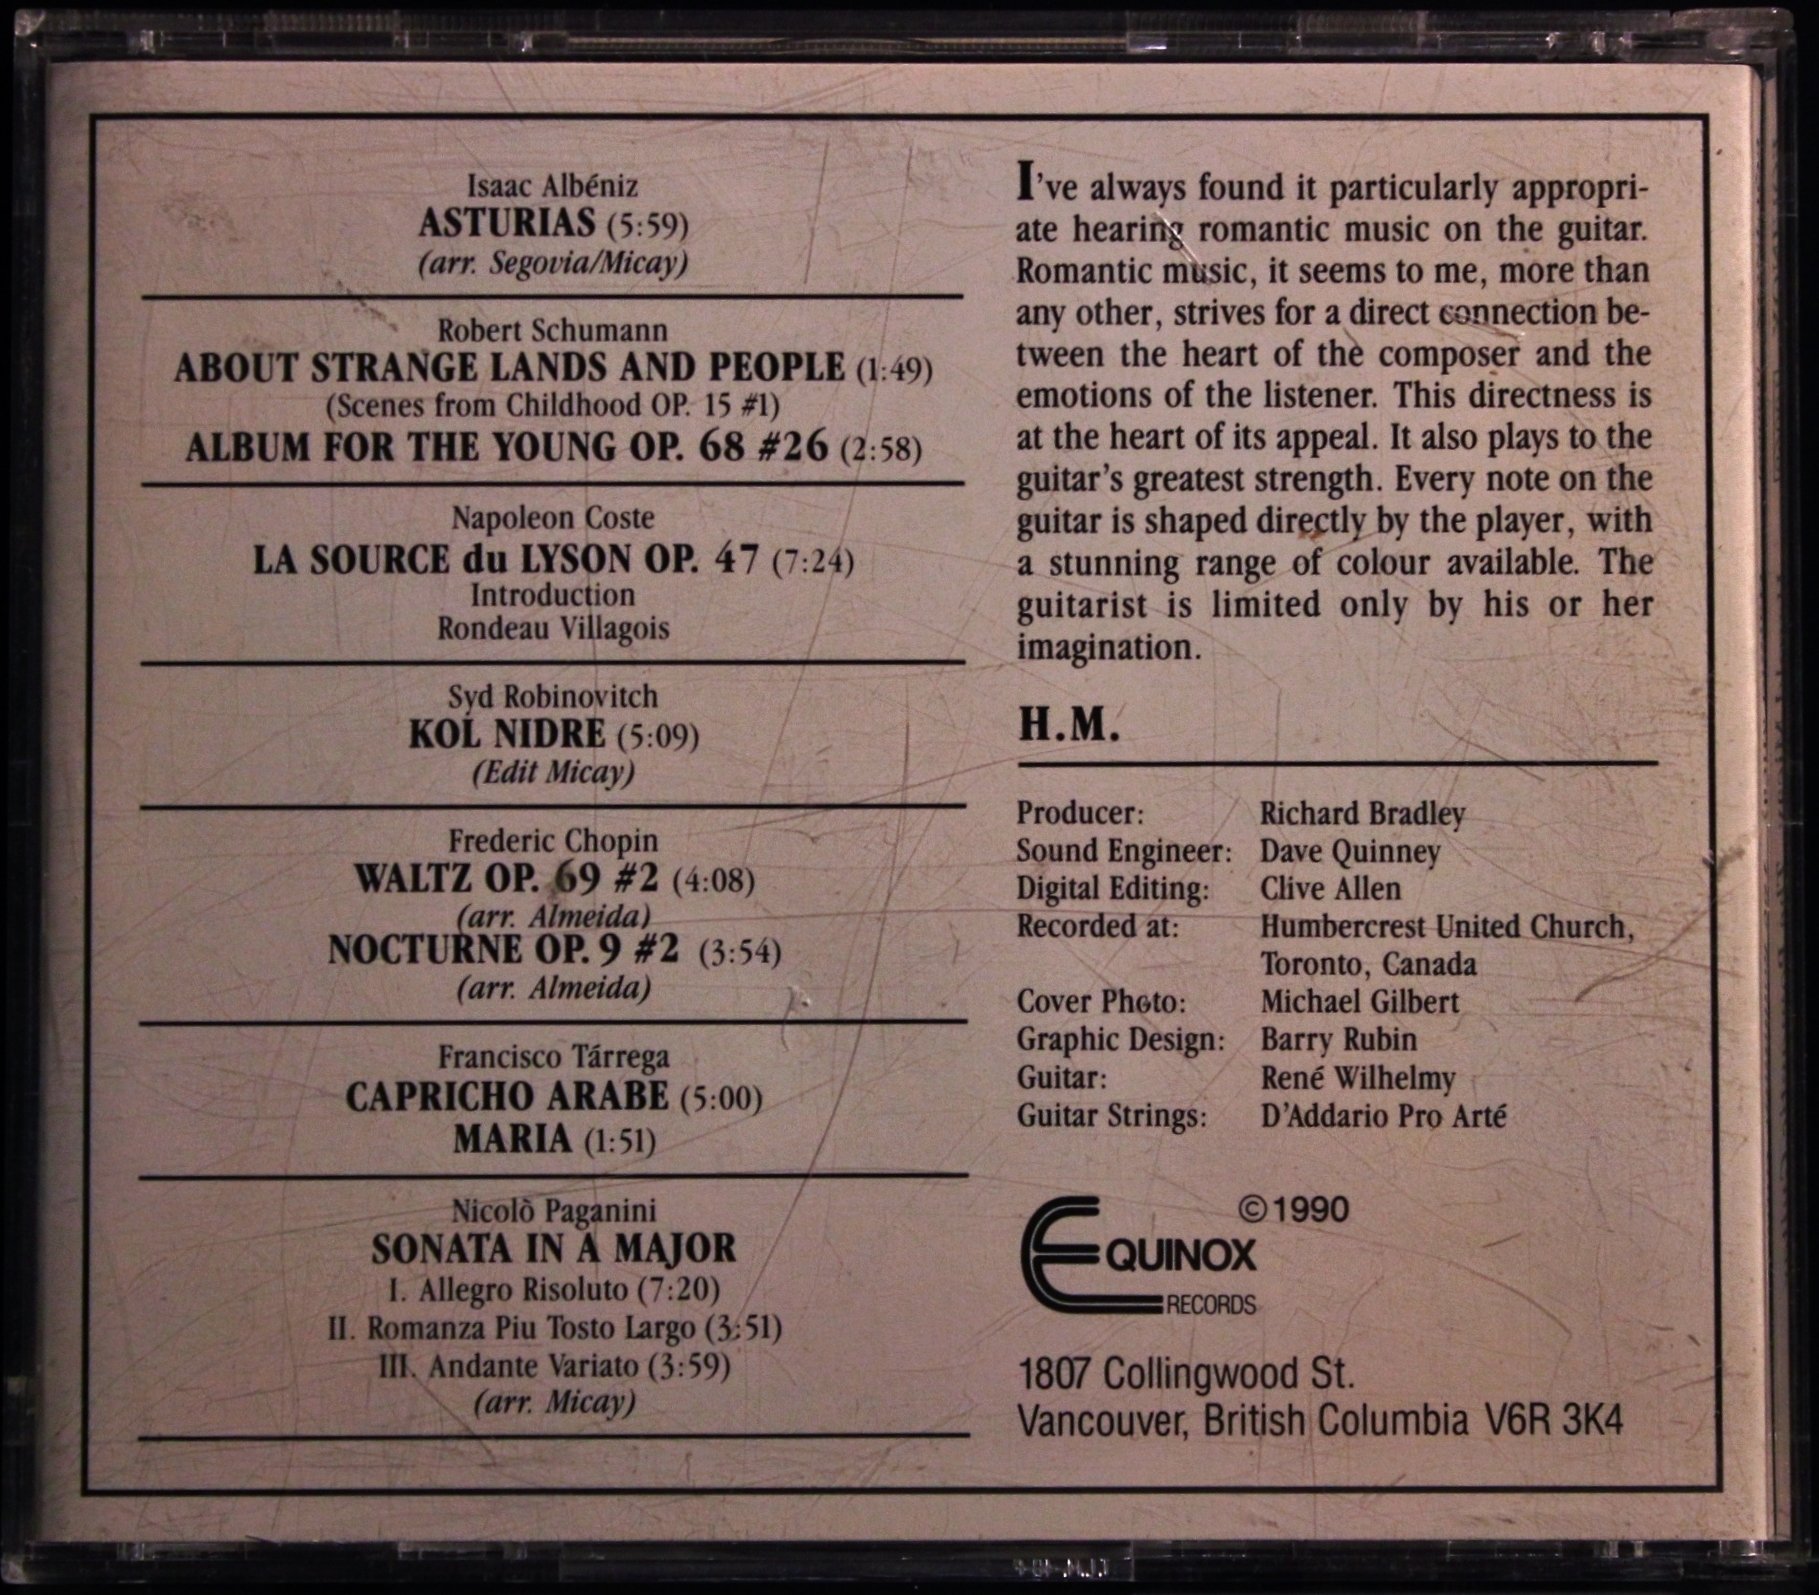 Isaac Albéniz
ASTURIAS (5:59)
(arr. Segovia/Micay)
Robert Schumann
ABOUT STRANGE LANDS AND PEOPLE (1:49)
(Scenes from Childhood OP. 15 #1)
ALBUM FOR THE YOUNG OP. 68 #26 (2:58)
Napoleon Coste
LA SOURCE du LYSON OP. 47 (7:24)
Introduction
Rondeau Villagois
Syd Robinovitch
KOL NIDRE (5:09)
(Edit Micay)
Frederic Chopin
WALTZ OP. 69 #2 (4:08)
(arr. Almeida)
NOCTURNE OP. 9 #2 (3:54)
(arr. Almeida)
Francisco Tárrega
CAPRICHO ARABE (5:00)
MARIA (1:51)
Nicolò Paganini
SONATA IN A MAJOR
I. Allegro Risoluto (7:20)
II. Romanza Piu Tosto Largo (3:51)
III. Andante Variato (3:59)
(arr. Micay)
I've always found it particularly appropri-
ate hearing romantic music on the guitar.
Romantic music, it seems to me, more than
any other, strives for a direct connection be-
tween the heart of the composer and the
emotions of the listener. This directness is
at the heart of its appeal. It also plays to the
guitar's greatest strength. Every note on the
guitar is shaped directly by the player, with
a stunning range of colour available. The
guitarist is limited only by his or her
imagination.
H.M.
Producer: Richard Bradley
Sound Engineer: Dave Quinney
Digital Editing: Clive Allen
Recorded at: Humbercrest United Church,
Toronto, Canada
Cover Photo: Michael Gilbert
Graphic Design: Barry Rubin
Guitar: René Wilhelmy
Guitar Strings: D'Addario Pro Arté
©1990
EQUINOX
RECORDS
1807 Collingwood St.
Vancouver, British Columbia V6R 3K4